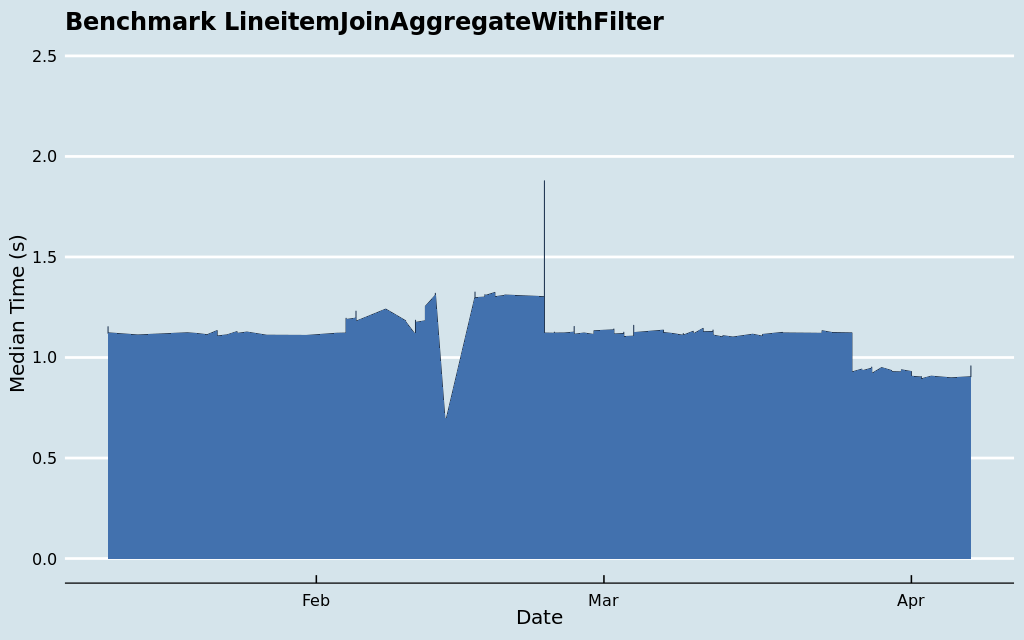 Benchmark LineitemJoinAggregateWithFilter
2.5
2.0
1.5
1.0
0.5
0.0
Median Time (s)
Feb
Mar
Apr
Date